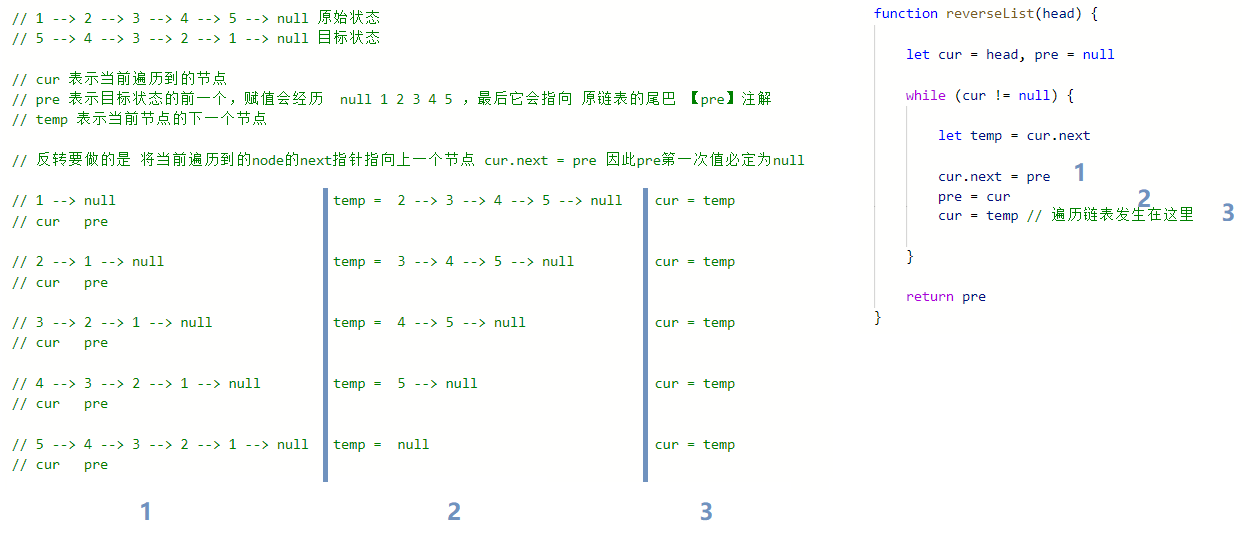 // 1 --> 2 --> 3 --> 4 --> 5 --> null 原始状态
// 5 --> 4 --> 3 --> 2 --> 1 --> null 目标状态
// cur 表示当前遍历到的节点
// pre 表示目标状态的前一个，赋值会经历  null 1 2 3 4 5 ，最后它会指向 原链表的尾巴 【pre】注解
// temp 表示当前节点的下一个节点
// 反转要做的是 将当前遍历到的node的next指针指向上一个节点 cur.next = pre 因此pre第一次值必定为null
// 1 --> null temp =  2 --> 3 --> 4 --> 5 --> null cur = temp
// cur   pre
// 2 --> 1 --> null temp =  3 --> 4 --> 5 --> null cur = temp
// cur   pre
// 3 --> 2 --> 1 --> null temp =  4 --> 5 --> null cur = temp
// cur   pre
// 4 --> 3 --> 2 --> 1 --> null temp =  5 --> null cur = temp
// cur   pre
// 5 --> 4 --> 3 --> 2 --> 1 --> null temp =  null cur = temp
// cur   pre
1 2 3
function reverseList(head) {
let cur = head, pre = null
while (cur != null) {
let temp = cur.next
cur.next = pre 1
pre = cur 2
cur = temp // 遍历链表发生在这里 3
}
return pre
}